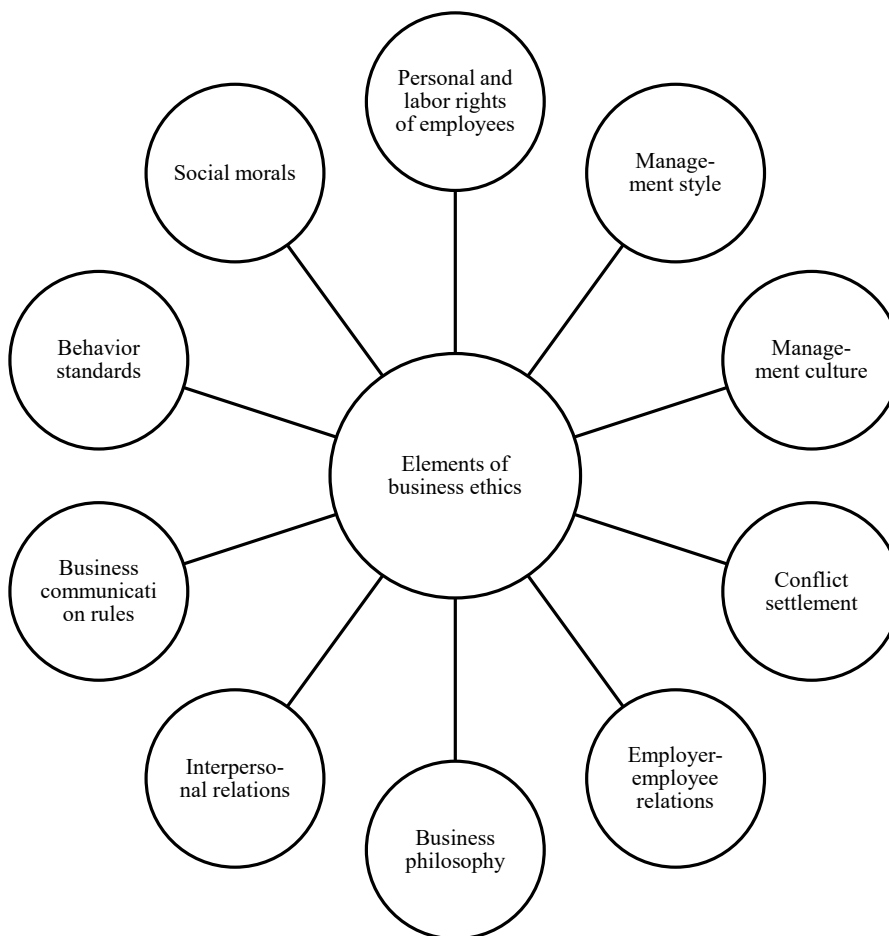 Personal and
labor rights
of employees
Manage-
ment style
Manage-
ment culture
Conflict
settlement
Employer-
employee
relations
Business
philosophy
Interperso-
nal relations
Business
communicati
on rules
Behavior
standards
Social morals
Elements of
business ethics